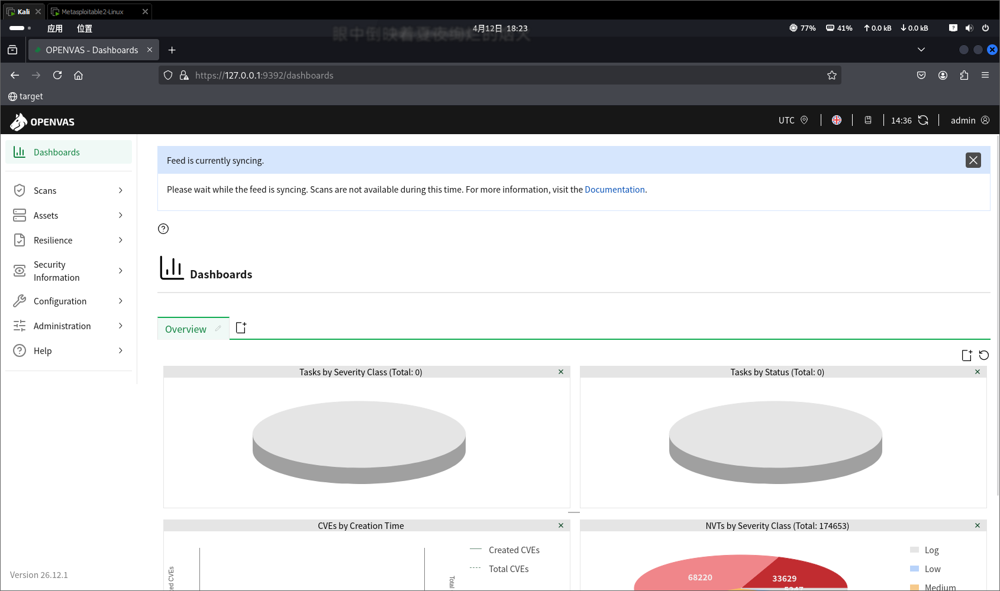 Kali
Metasploitable2-Linux
应用 位置
4月12日 18:23
77% 41% 0.0 kB 0.0 kB
OPENVAS - Dashboards
https://127.0.0.1:9392/dashboards
target
OPENVAS
UTC 14:36 admin
Dashboards
Scans
Assets
Resilience
Security
Information
Configuration
Administration
Help
Version 26.12.1
Feed is currently syncing.
Please wait while the feed is syncing. Scans are not available during this time. For more information, visit the Documentation.
Dashboards
Overview
Tasks by Severity Class (Total: 0)
Tasks by Status (Total: 0)
CVEs by Creation Time
Created CVEs
Total CVEs
Total
NVTs by Severity Class (Total: 174653)
68220
33629
Log
Low
Medium